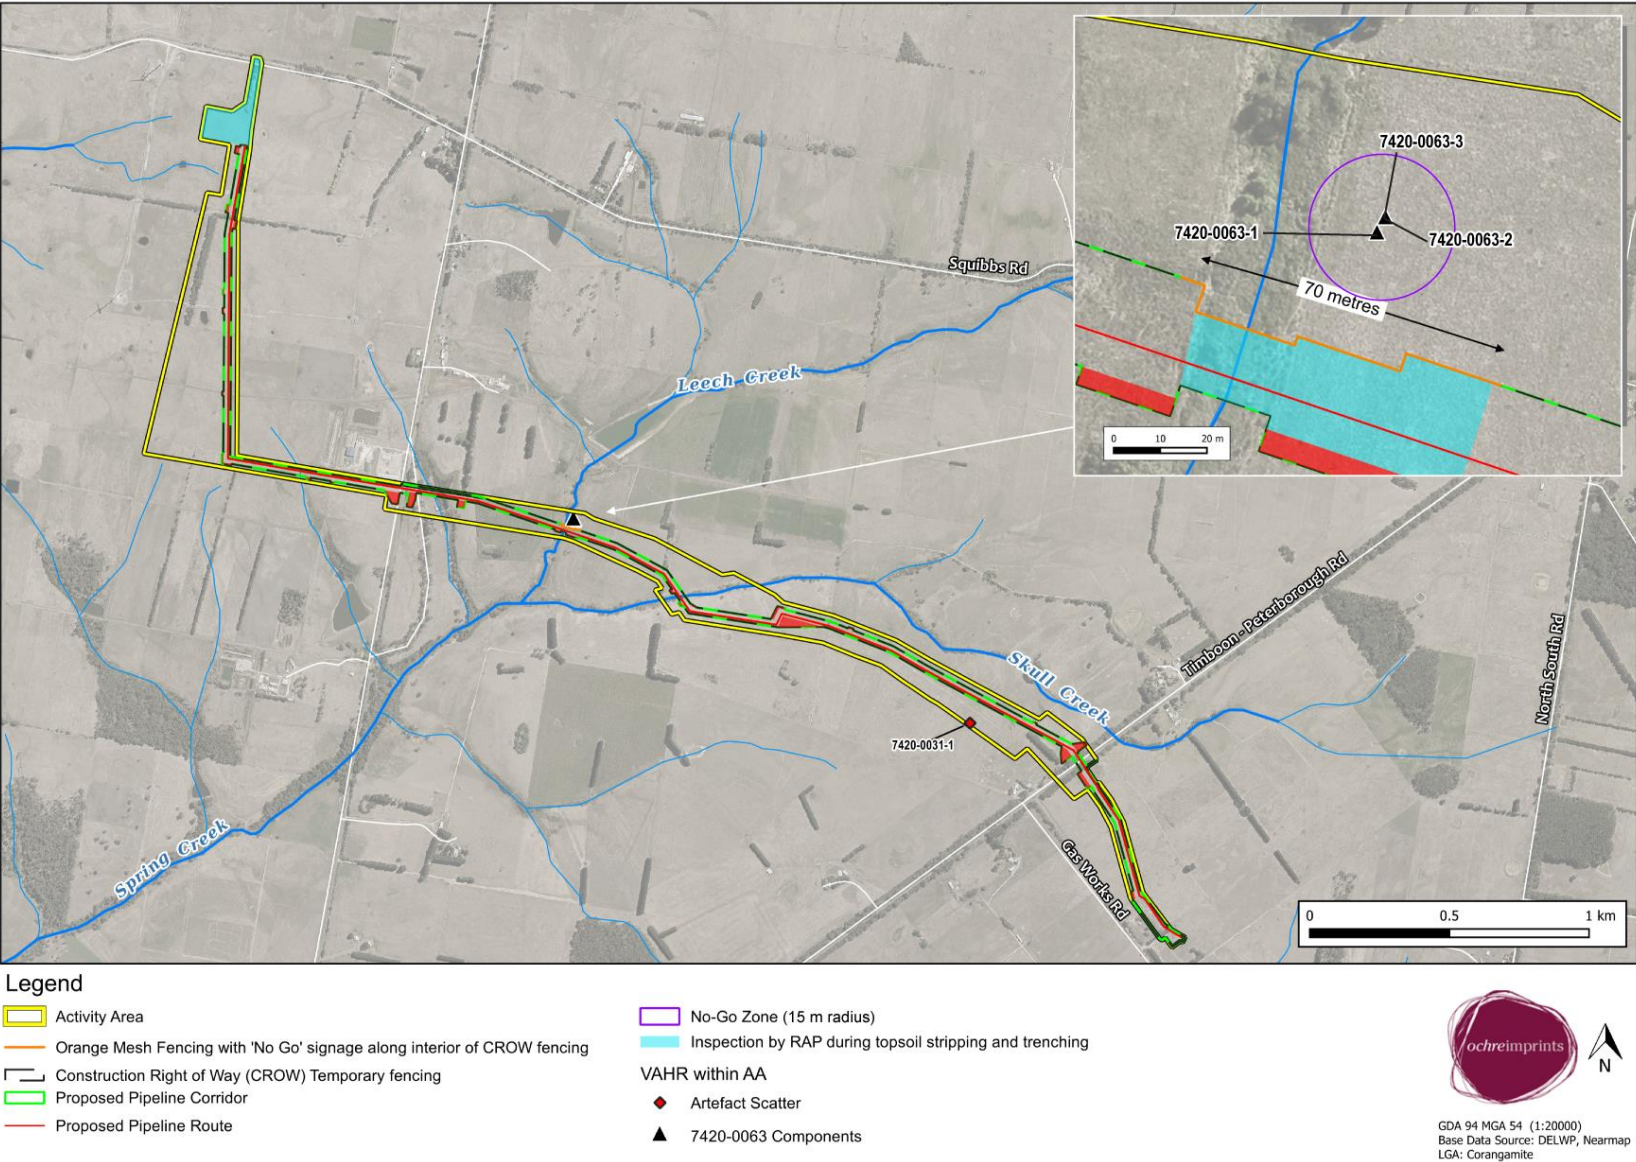 7420-0063-3
7420-0063-1
7420-0063-2
70 metres
0 10 20 m
Squibbs Rd
Leech Creek
Timboon - Peterborough Rd
North South Rd
Skull Creek
7420-0031-1
Spring Creek
Gas Works Rd
0 0.5 1 km
Legend
Activity Area
Orange Mesh Fencing with 'No Go' signage along interior of CROW fencing
Construction Right of Way (CROW) Temporary fencing
Proposed Pipeline Corridor
Proposed Pipeline Route
No-Go Zone (15 m radius)
Inspection by RAP during topsoil stripping and trenching
VAHR within AA
Artefact Scatter
7420-0063 Components
ochreimprints
N
GDA 94 MGA 54 (1:20000)
Base Data Source: DELWP, Nearmap
LGA: Corangamite